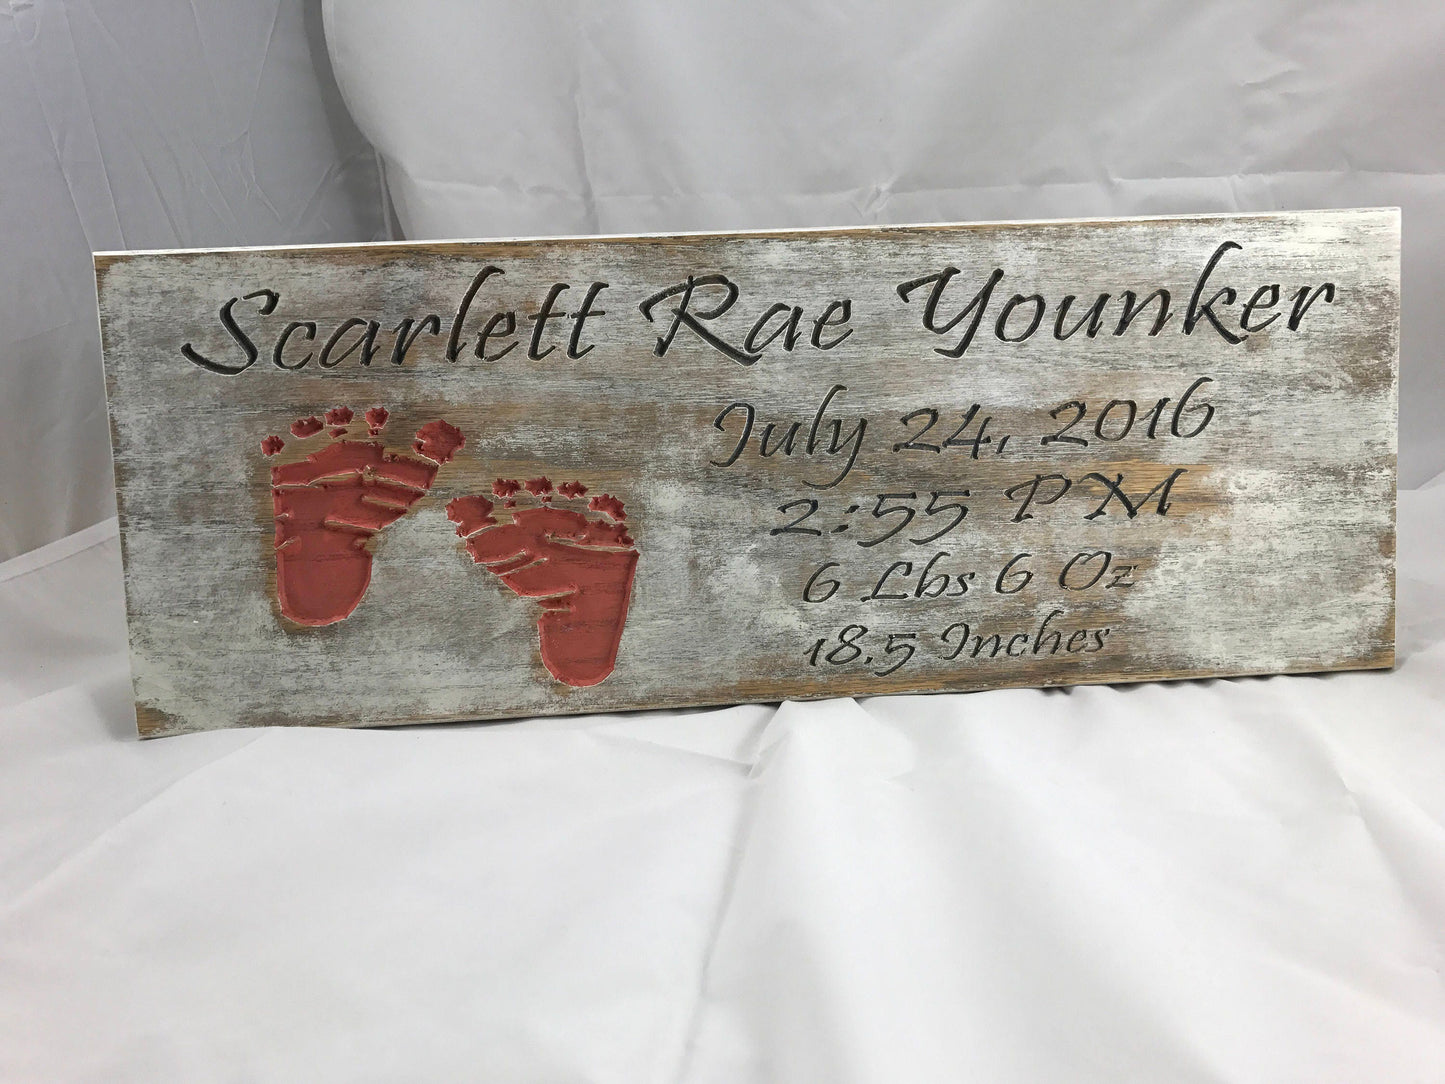 Scarlett Rae Younker
July 24, 2016
2:55 PM
6 Lbs 6 Oz
18.5 Inches